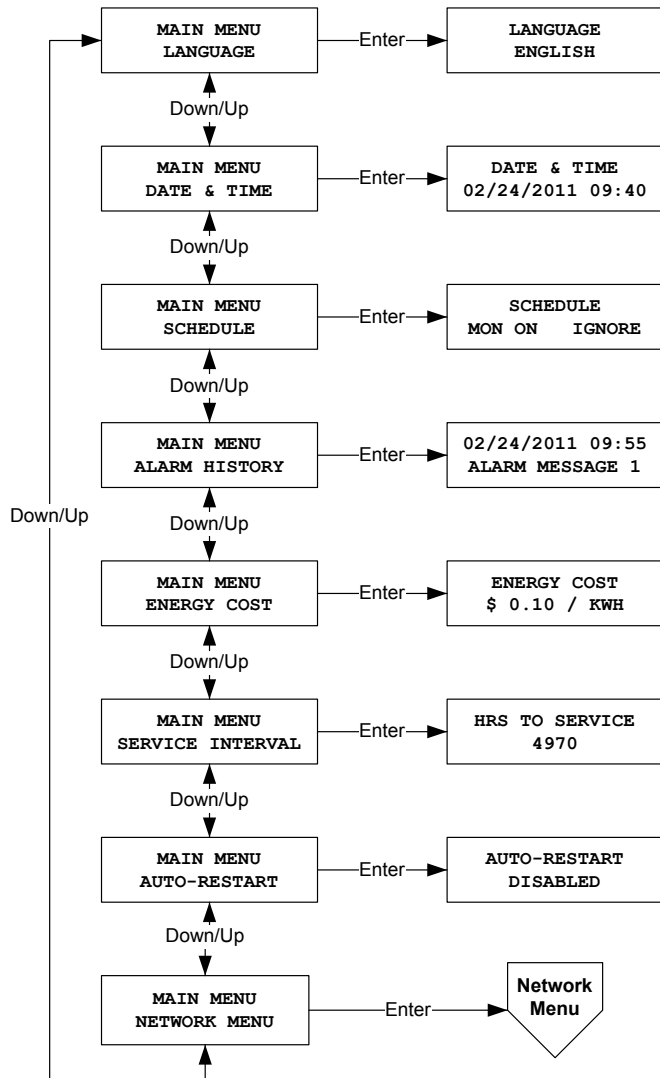 MAIN MENU
LANGUAGE
Enter
LANGUAGE
ENGLISH
Down/Up
MAIN MENU
DATE & TIME
Enter
DATE & TIME
02/24/2011 09:40
Down/Up
MAIN MENU
SCHEDULE
Enter
SCHEDULE
MON ON IGNORE
Down/Up
MAIN MENU
ALARM HISTORY
Enter
02/24/2011 09:55
ALARM MESSAGE 1
Down/Up
Down/Up
MAIN MENU
ENERGY COST
Enter
ENERGY COST
$ 0.10 / KWH
Down/Up
MAIN MENU
SERVICE INTERVAL
Enter
HRS TO SERVICE
4970
Down/Up
MAIN MENU
AUTO-RESTART
Enter
AUTO-RESTART
DISABLED
Down/Up
MAIN MENU
NETWORK MENU
Enter
Network
Menu